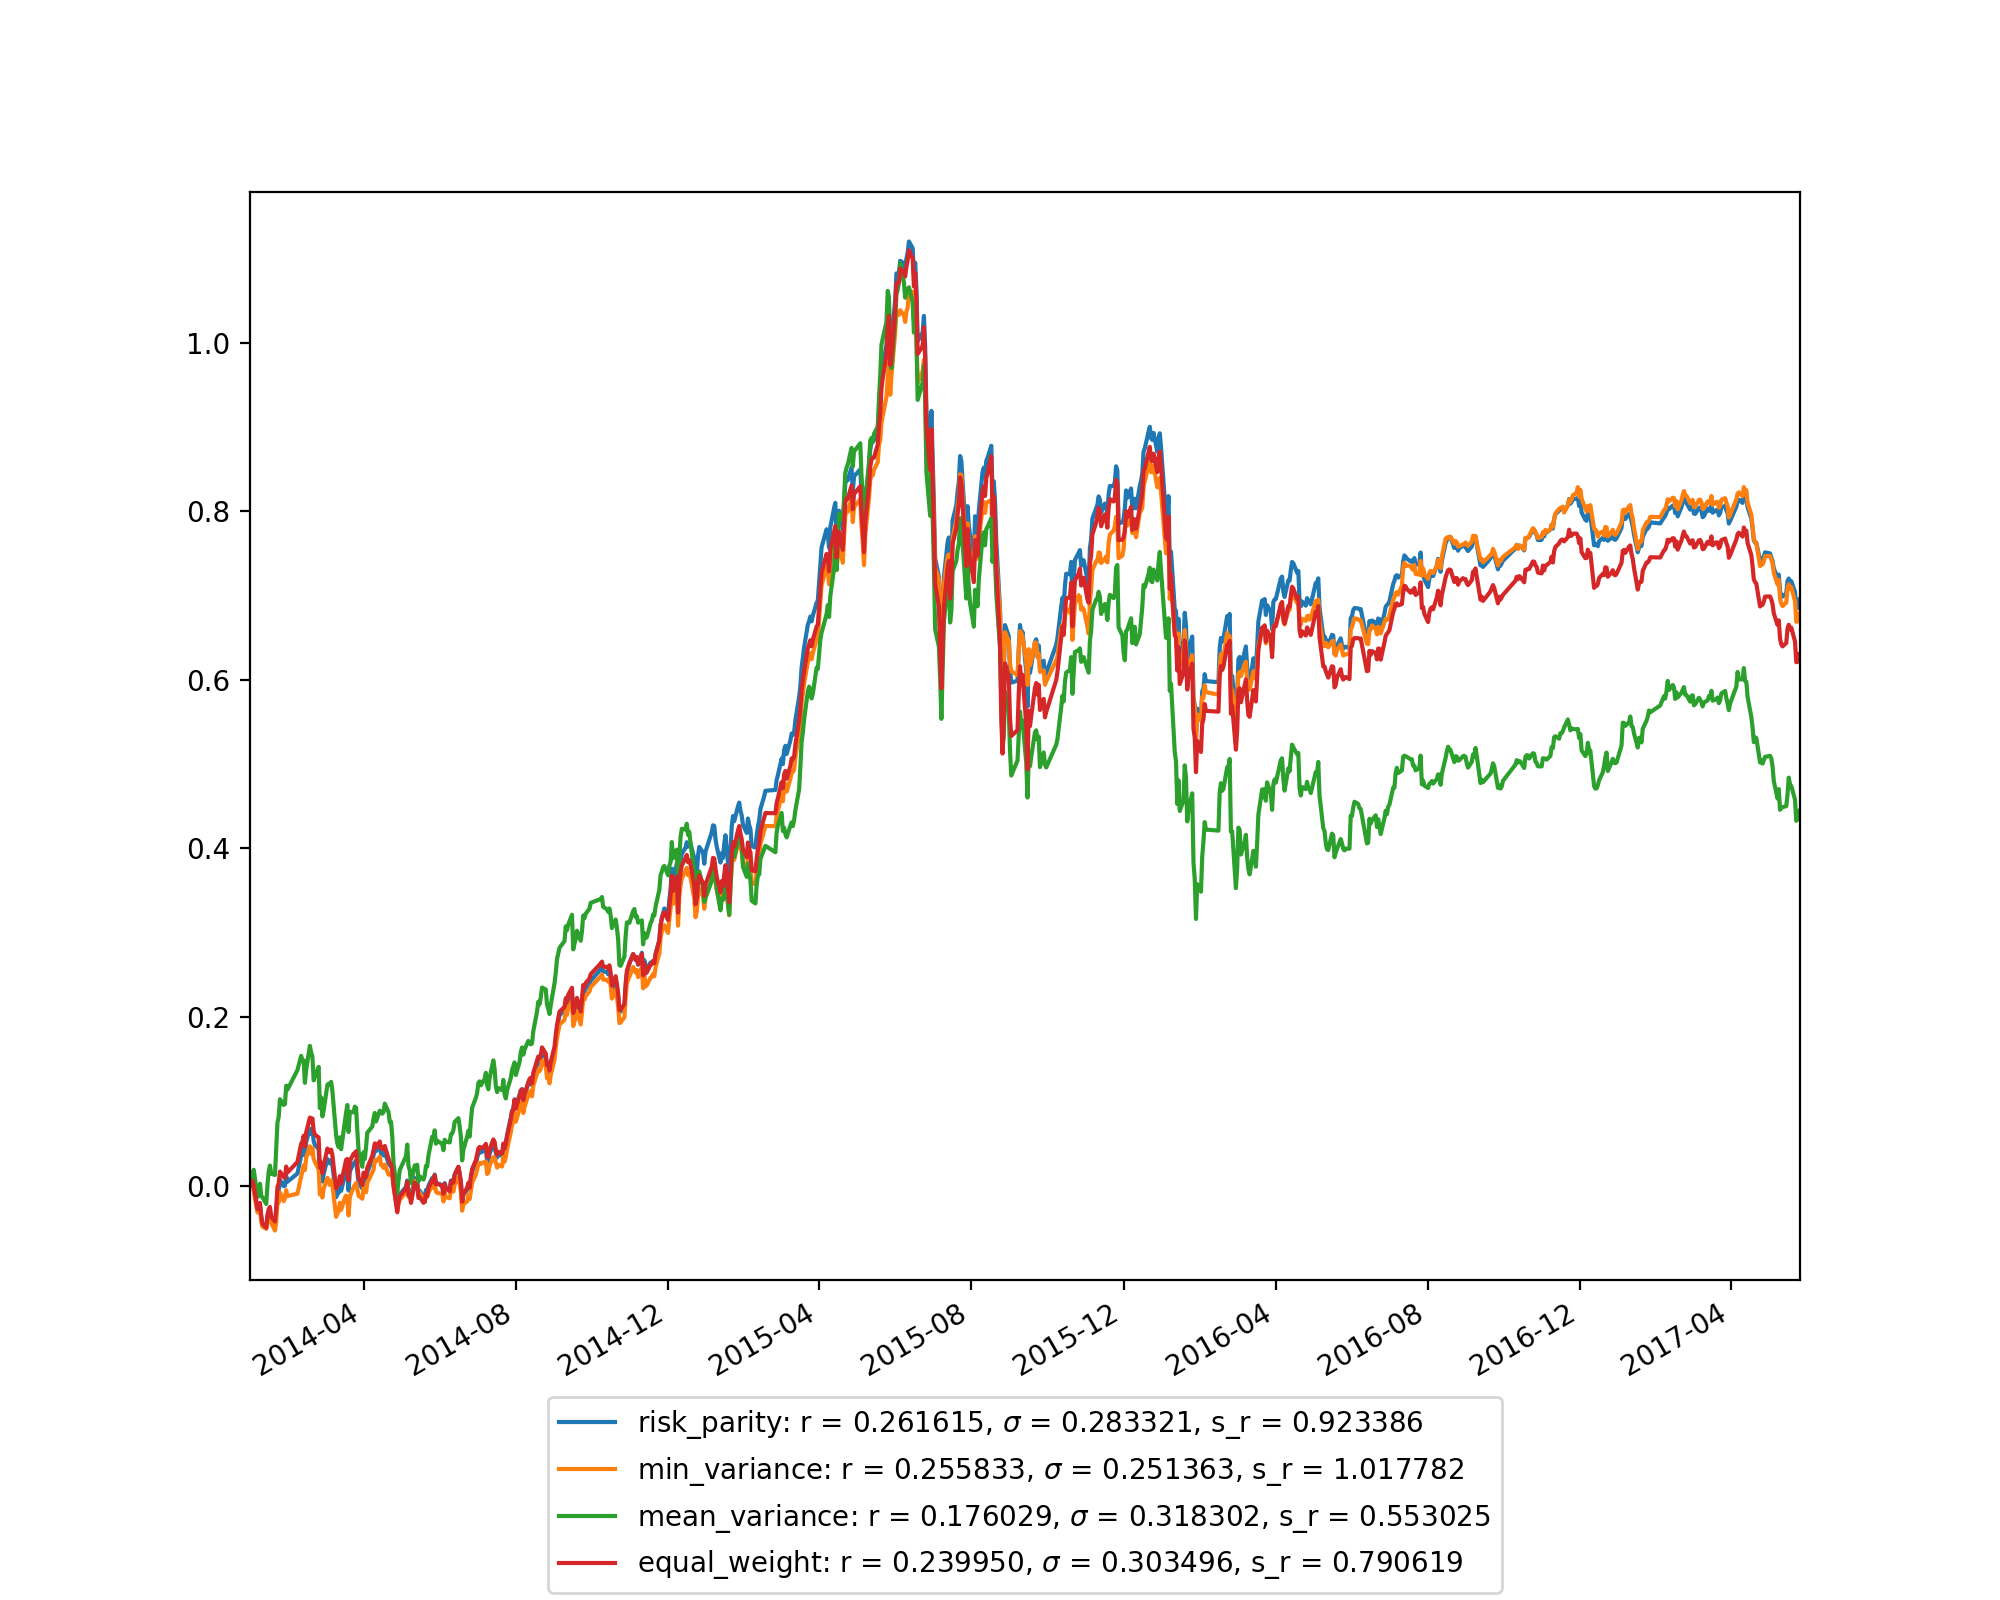 1.0
0.8
0.6
0.4
0.2
0.0
2014-04 2014-08 2014-12 2015-04 2015-08 2015-12 2016-04 2016-08 2016-12 2017-04
risk_parity: r = 0.261615, σ = 0.283321, s_r = 0.923386
min_variance: r = 0.255833, σ = 0.251363, s_r = 1.017782
mean_variance: r = 0.176029, σ = 0.318302, s_r = 0.553025
equal_weight: r = 0.239950, σ = 0.303496, s_r = 0.790619